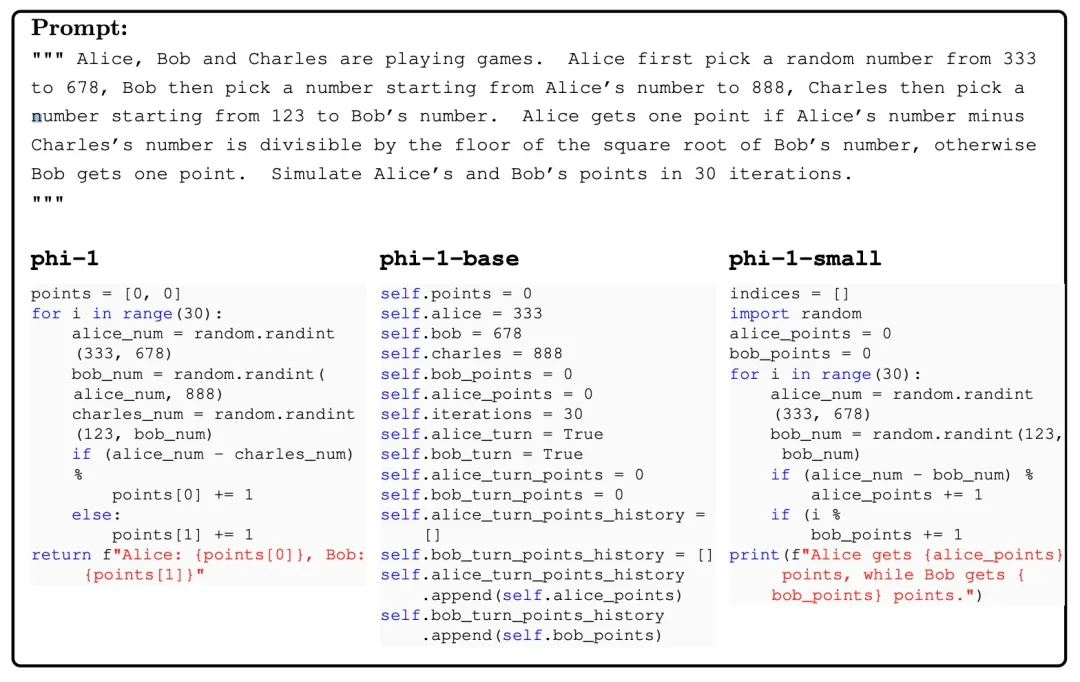 Prompt:
""" Alice, Bob and Charles are playing games.  Alice first pick a random number from 333
to 678, Bob then pick a number starting from Alice’s number to 888, Charles then pick a
number starting from 123 to Bob’s number.  Alice gets one point if Alice’s number minus
Charles’s number is divisible by the floor of the square root of Bob’s number, otherwise
Bob gets one point.  Simulate Alice’s and Bob’s points in 30 iterations.
"""
phi-1
points = [0, 0]
for i in range(30):
    alice_num = random.randint
    (333, 678)
    bob_num = random.randint(
    alice_num, 888)
    charles_num = random.randint
    (123, bob_num)
    if (alice_num - charles_num)
    %
        points[0] += 1
    else:
        points[1] += 1
return f"Alice: {points[0]}, Bob:
     {points[1]}"
phi-1-base
self.points = 0
self.alice = 333
self.bob = 678
self.charles = 888
self.bob_points = 0
self.alice_points = 0
self.iterations = 30
self.alice_turn = True
self.bob_turn = True
self.alice_turn_points = 0
self.bob_turn_points = 0
self.alice_turn_points_history =
    []
self.bob_turn_points_history = []
self.alice_turn_points_history
    .append(self.alice_points)
self.bob_turn_points_history
    .append(self.bob_points)
phi-1-small
indices = []
import random
alice_points = 0
bob_points = 0
for i in range(30):
    alice_num = random.randint
    (333, 678)
    bob_num = random.randint(123,
     bob_num)
    if (alice_num - bob_num) %
        alice_points += 1
    if (i %
        bob_points += 1
print(f"Alice gets {alice_points}
     points, while Bob gets {
    bob_points} points.")